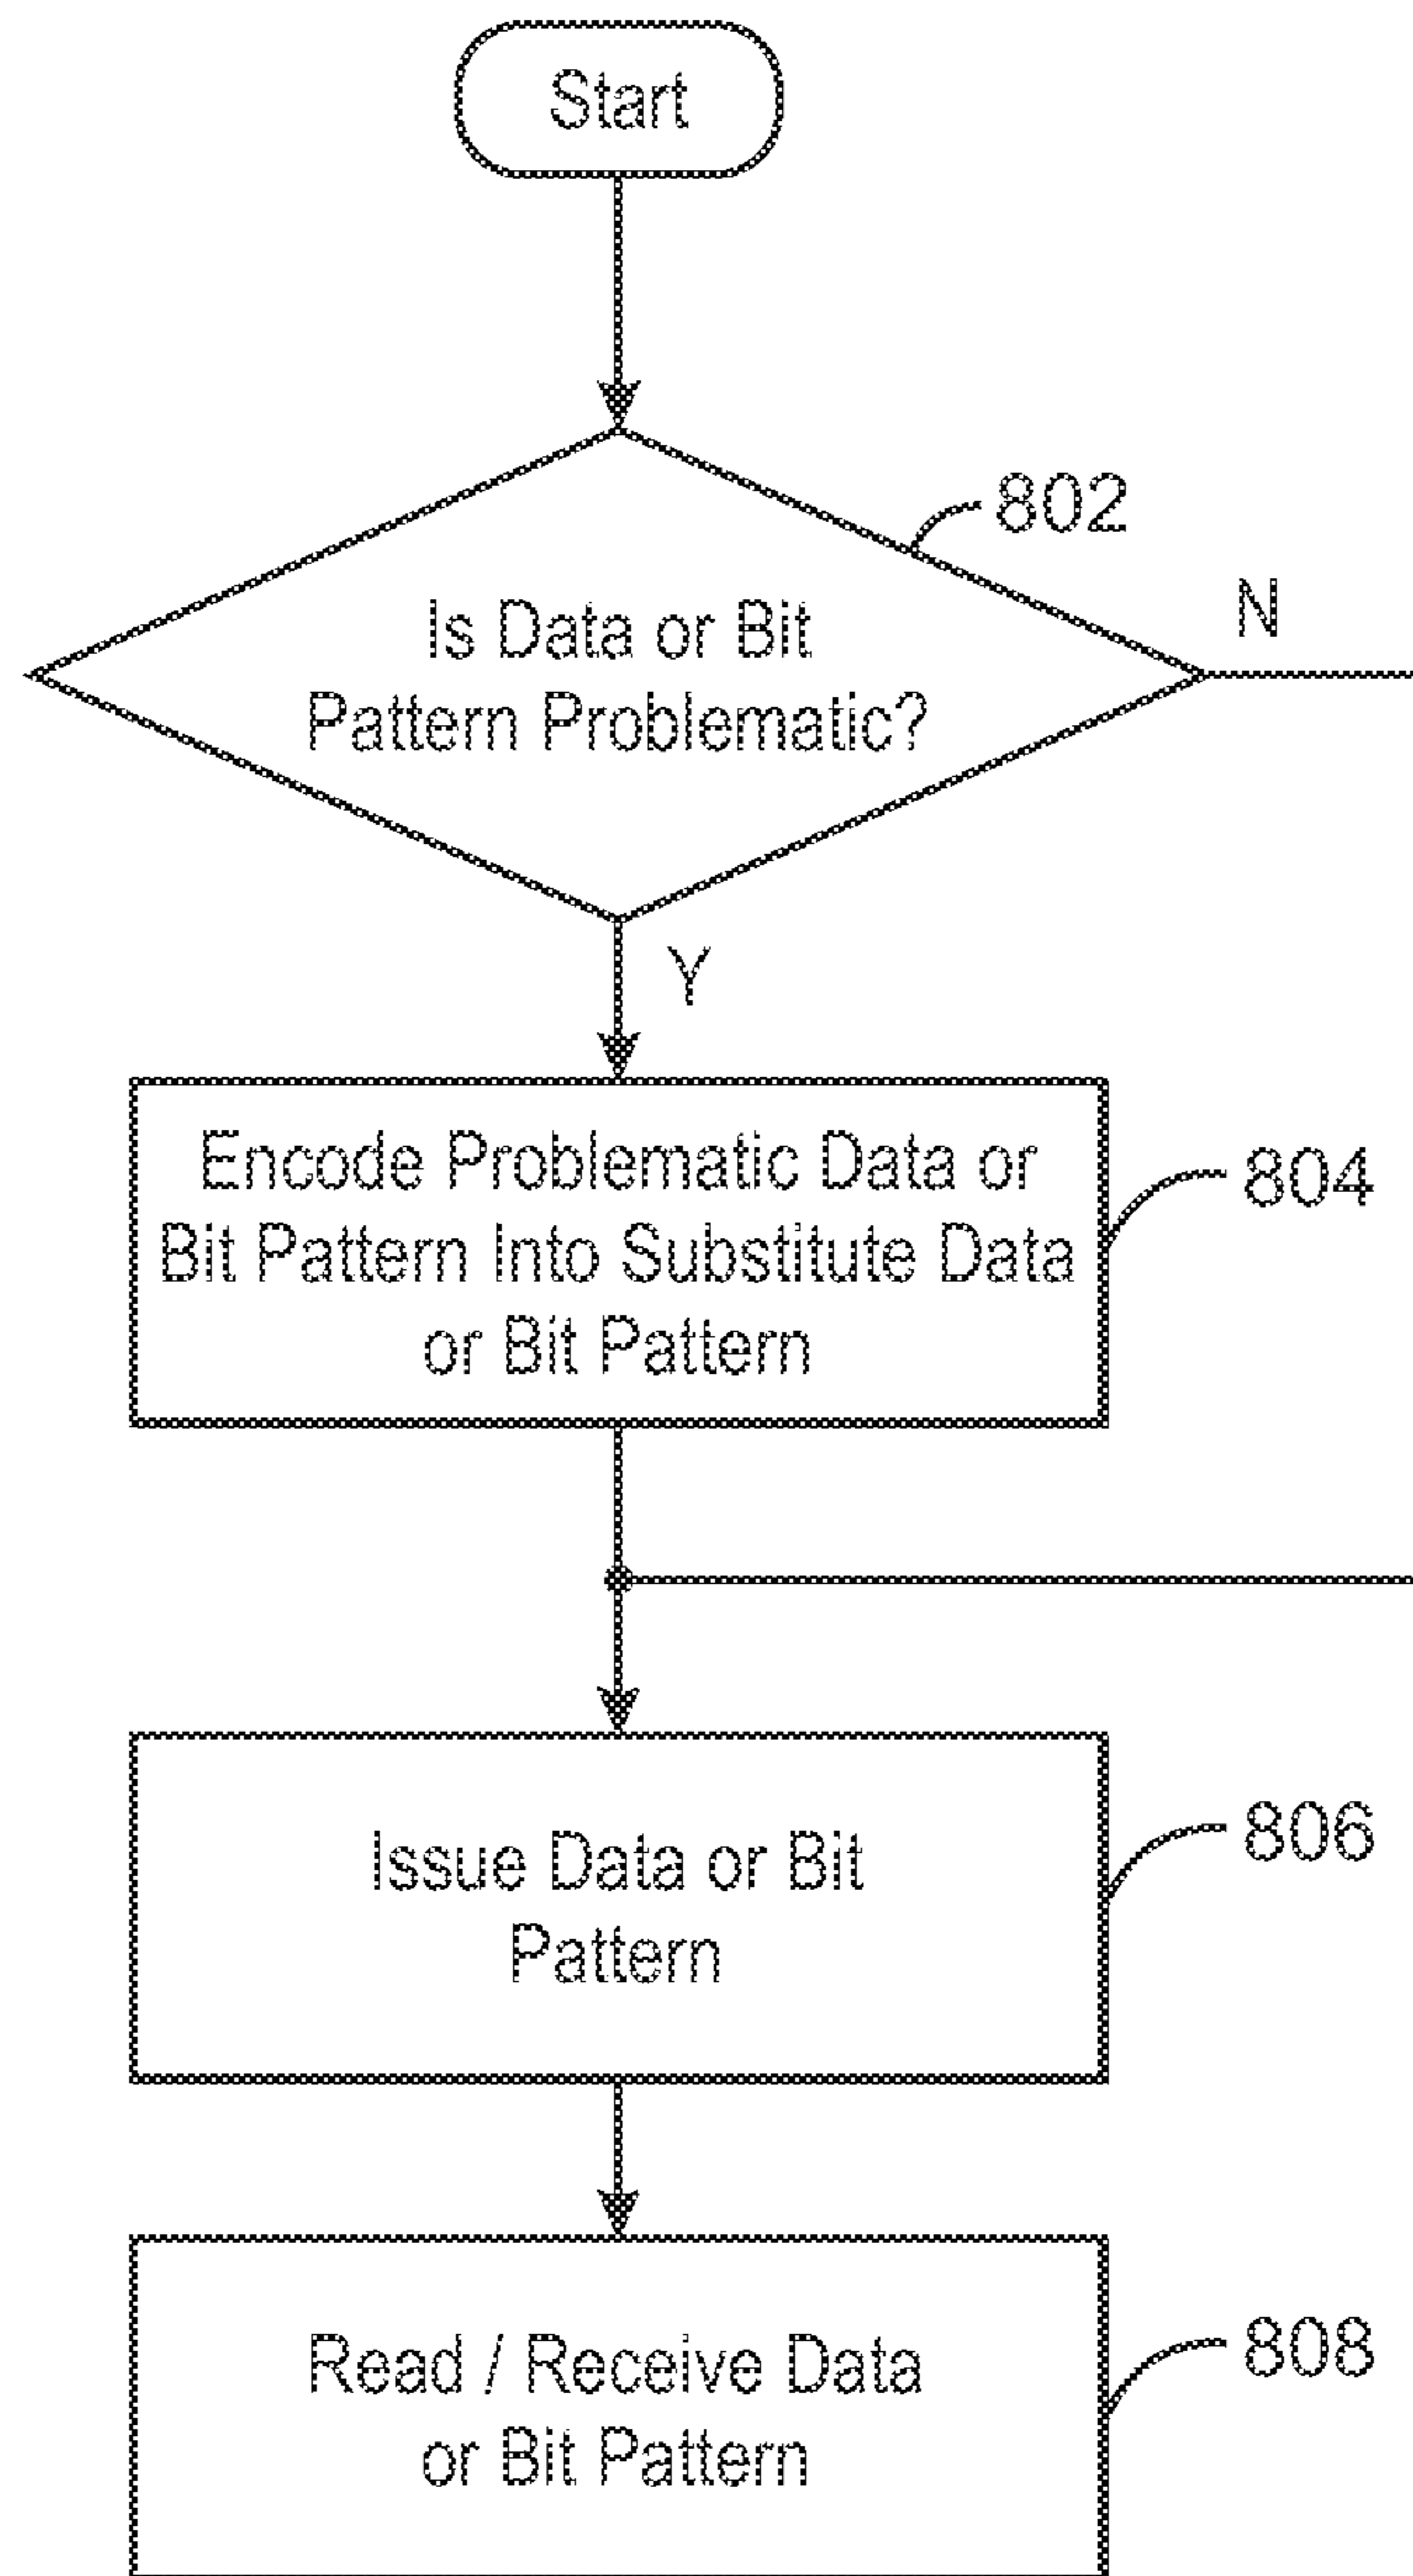 Start
802
Is Data or Bit
Pattern Problematic?
N
Y
Encode Problematic Data or
Bit Pattern Into Substitute Data
or Bit Pattern
804
Issue Data or Bit
Pattern
806
Read / Receive Data
or Bit Pattern
808